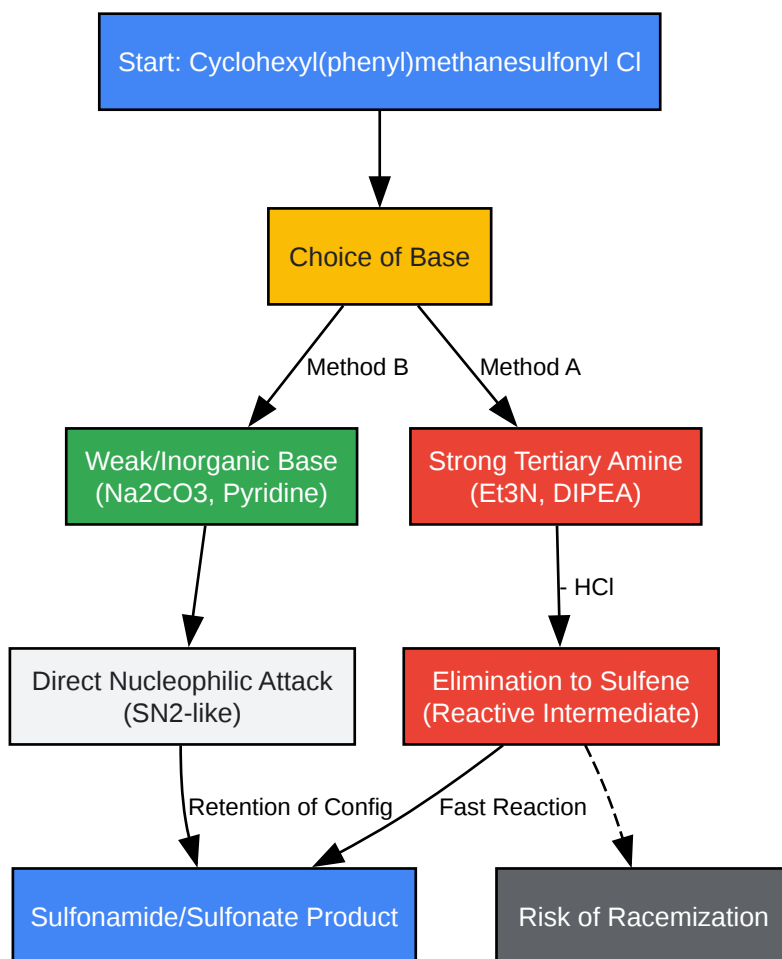 Start: Cyclohexyl(phenyl)methanesulfonyl Cl
Choice of Base
Method B
Method A
Weak/Inorganic Base
(Na2CO3, Pyridine)
Strong Tertiary Amine
(Et3N, DIPEA)
- HCl
Direct Nucleophilic Attack
(SN2-like)
Elimination to Sulfene
(Reactive Intermediate)
Retention of Config
Fast Reaction
Sulfonamide/Sulfonate Product
Risk of Racemization